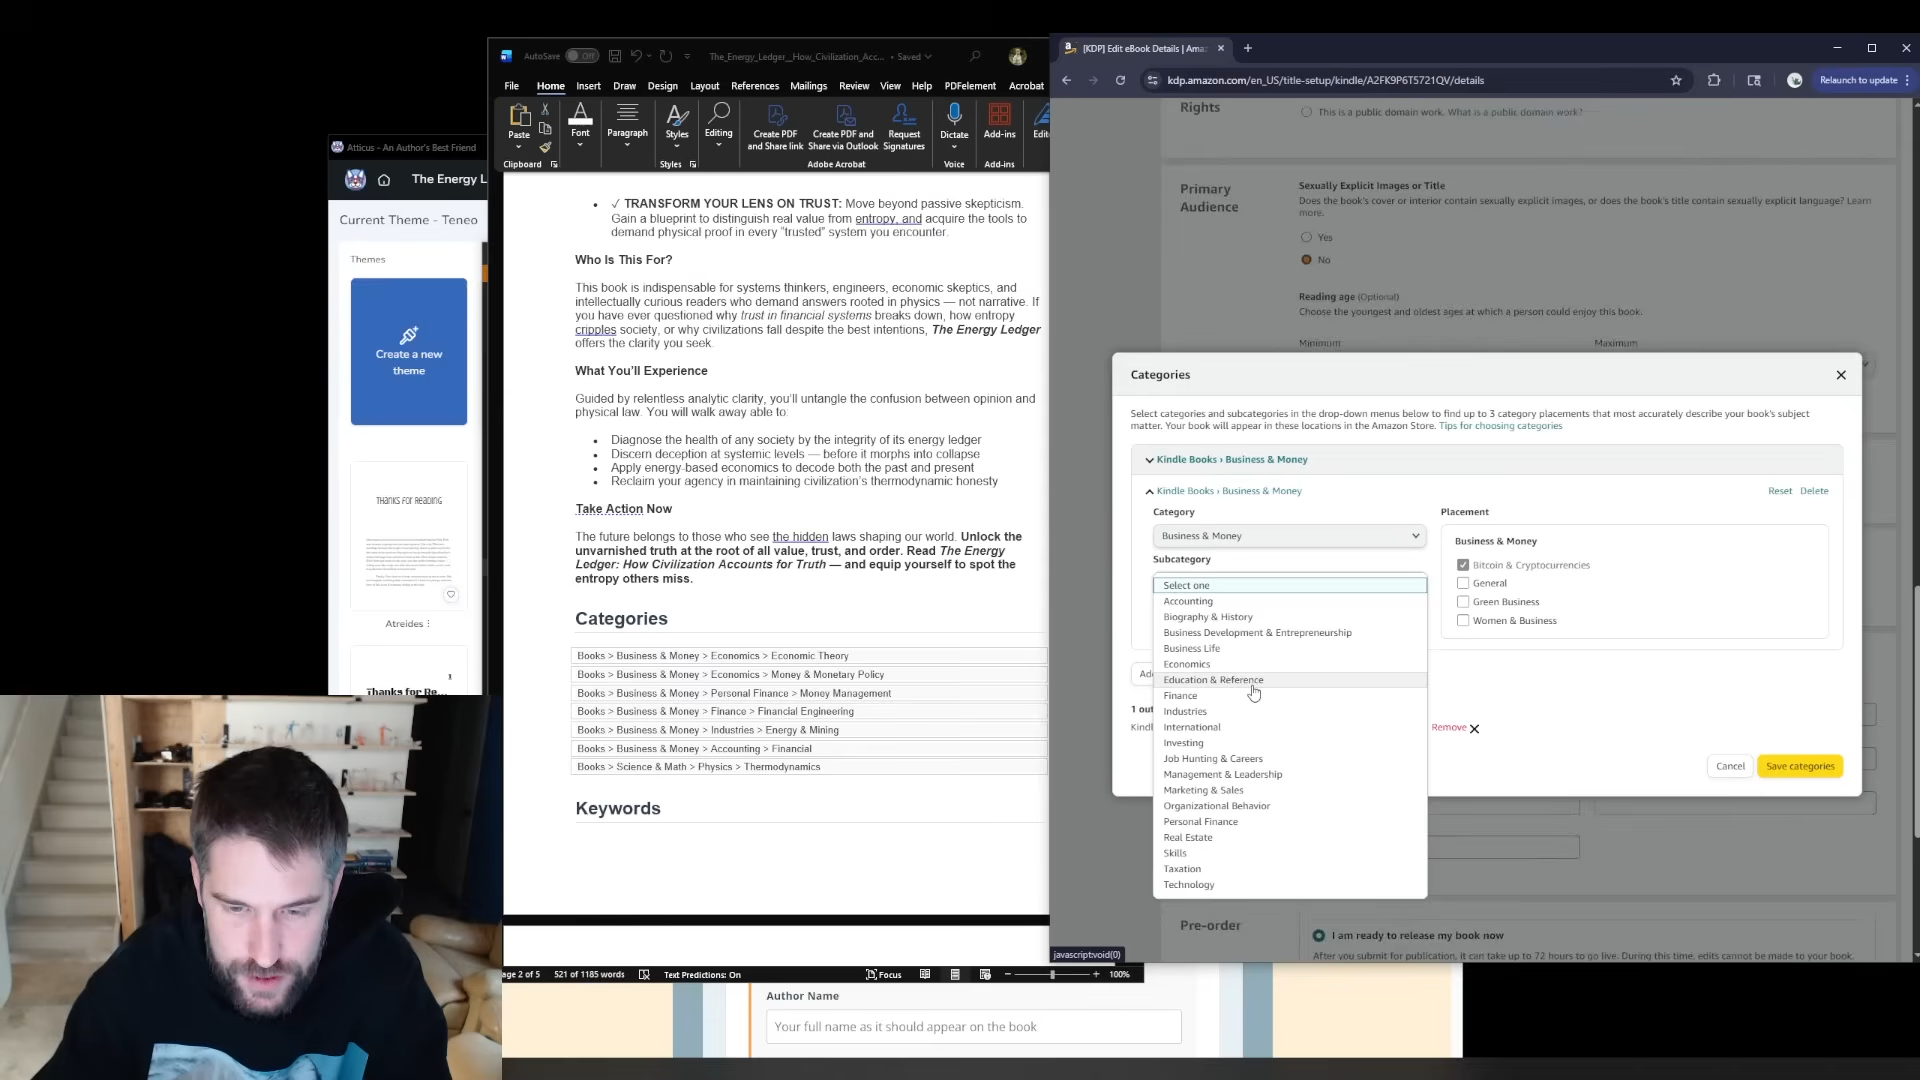 Atticus - An Author's Best Friend
The Energy L
Current Theme - Teneo
Themes
Create a new
theme
THANKS FOR READING
Atreides
1
Thanks for Re...
AutoSave
Off
The_Energy_Ledger__How_Civilization_Acc... • Saved
File Home Insert Draw Design Layout References Mailings Review View Help PDFelement Acrobat
Paste
Font
Paragraph
Styles
Editing
Create PDF
and Share link
Create PDF and
Share via Outlook
Request
Signatures
Dictate
Add-ins
Edito
Clipboard
Styles
Adobe Acrobat
Voice
Add-ins
• ✓ TRANSFORM YOUR LENS ON TRUST: Move beyond passive skepticism.
Gain a blueprint to distinguish real value from entropy, and acquire the tools to
demand physical proof in every "trusted" system you encounter.
Who Is This For?
This book is indispensable for systems thinkers, engineers, economic skeptics, and
intellectually curious readers who demand answers rooted in physics — not narrative. If
you have ever questioned why trust in financial systems breaks down, how entropy
cripples society, or why civilizations fall despite the best intentions, The Energy Ledger
offers the clarity you seek.
What You'll Experience
Guided by relentless analytic clarity, you'll untangle the confusion between opinion and
physical law. You will walk away able to:
• Diagnose the health of any society by the integrity of its energy ledger
• Discern deception at systemic levels — before it morphs into collapse
• Apply energy-based economics to decode both the past and present
• Reclaim your agency in maintaining civilization's thermodynamic honesty
Take Action Now
The future belongs to those who see the hidden laws shaping our world. Unlock the
unvarnished truth at the root of all value, trust, and order. Read The Energy
Ledger: How Civilization Accounts for Truth — and equip yourself to spot the
entropy others miss.
Categories
Books > Business & Money > Economics > Economic Theory
Books > Business & Money > Economics > Money & Monetary Policy
Books > Business & Money > Personal Finance > Money Management
Books > Business & Money > Finance > Financial Engineering
Books > Business & Money > Industries > Energy & Mining
Books > Business & Money > Accounting > Financial
Books > Science & Math > Physics > Thermodynamics
Keywords
age 2 of 5 521 of 1185 words Text Predictions: On Focus 100%
Author Name
Your full name as it should appear on the book
[KDP] Edit eBook Details | Ama
kdp.amazon.com/en_US/title-setup/kindle/A2FK9P6T5721QV/details
Relaunch to update
Rights
This is a public domain work. What is a public domain work?
Primary
Audience
Sexually Explicit Images or Title
Does the book's cover or interior contain sexually explicit images, or does the book's title contain sexually explicit language? Learn
more.
Yes
No
Reading age (Optional)
Choose the youngest and oldest ages at which a person could enjoy this book.
Minimum
Maximum
Categories
Select categories and subcategories in the drop-down menus below to find up to 3 category placements that most accurately describe your book's subject
matter. Your book will appear in these locations in the Amazon Store. Tips for choosing categories
Kindle Books › Business & Money
Kindle Books › Business & Money
Reset Delete
Category
Business & Money
Subcategory
Select one
Accounting
Biography & History
Business Development & Entrepreneurship
Business Life
Economics
Education & Reference
Finance
Industries
International
Investing
Job Hunting & Careers
Management & Leadership
Marketing & Sales
Organizational Behavior
Personal Finance
Real Estate
Skills
Taxation
Technology
Placement
Business & Money
Bitcoin & Cryptocurrencies
General
Green Business
Women & Business
Ad
1 out
Kindl
Remove
Cancel
Save categories
Pre-order
I am ready to release my book now
After you submit for publication, it can take up to 72 hours to go live. During this time, edits cannot be made to your book.
javascript:void(0)